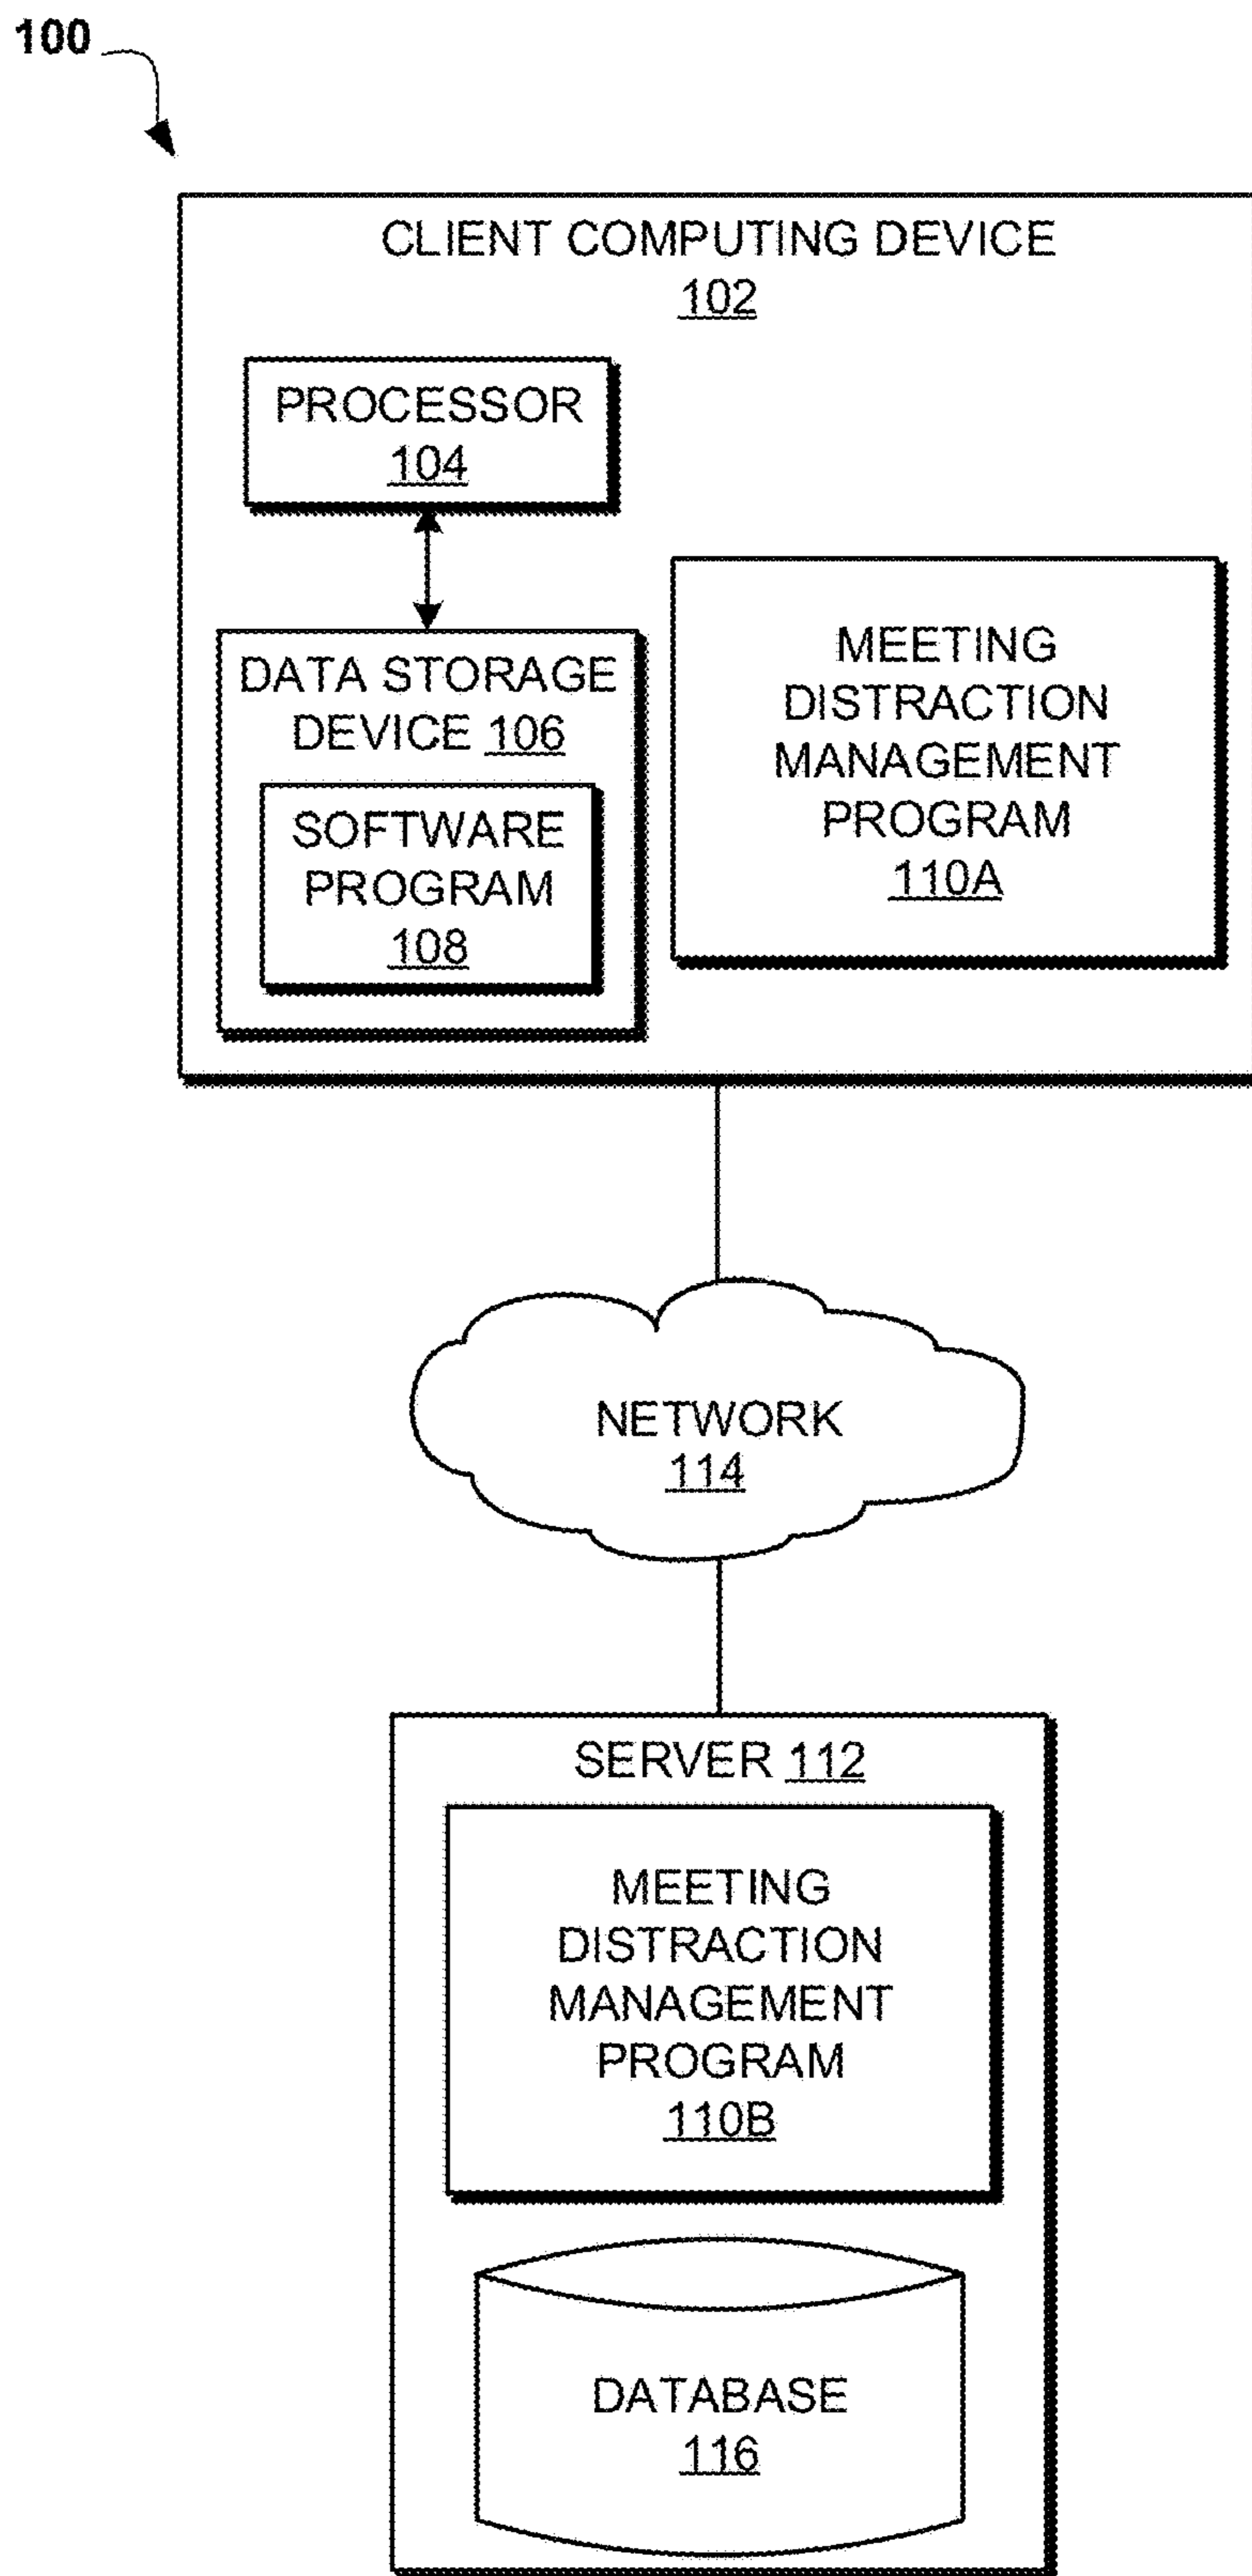 100
CLIENT COMPUTING DEVICE
102
PROCESSOR
104
DATA STORAGE
DEVICE 106
SOFTWARE
PROGRAM
108
MEETING
DISTRACTION
MANAGEMENT
PROGRAM
110A
NETWORK
114
SERVER 112
MEETING
DISTRACTION
MANAGEMENT
PROGRAM
110B
DATABASE
116